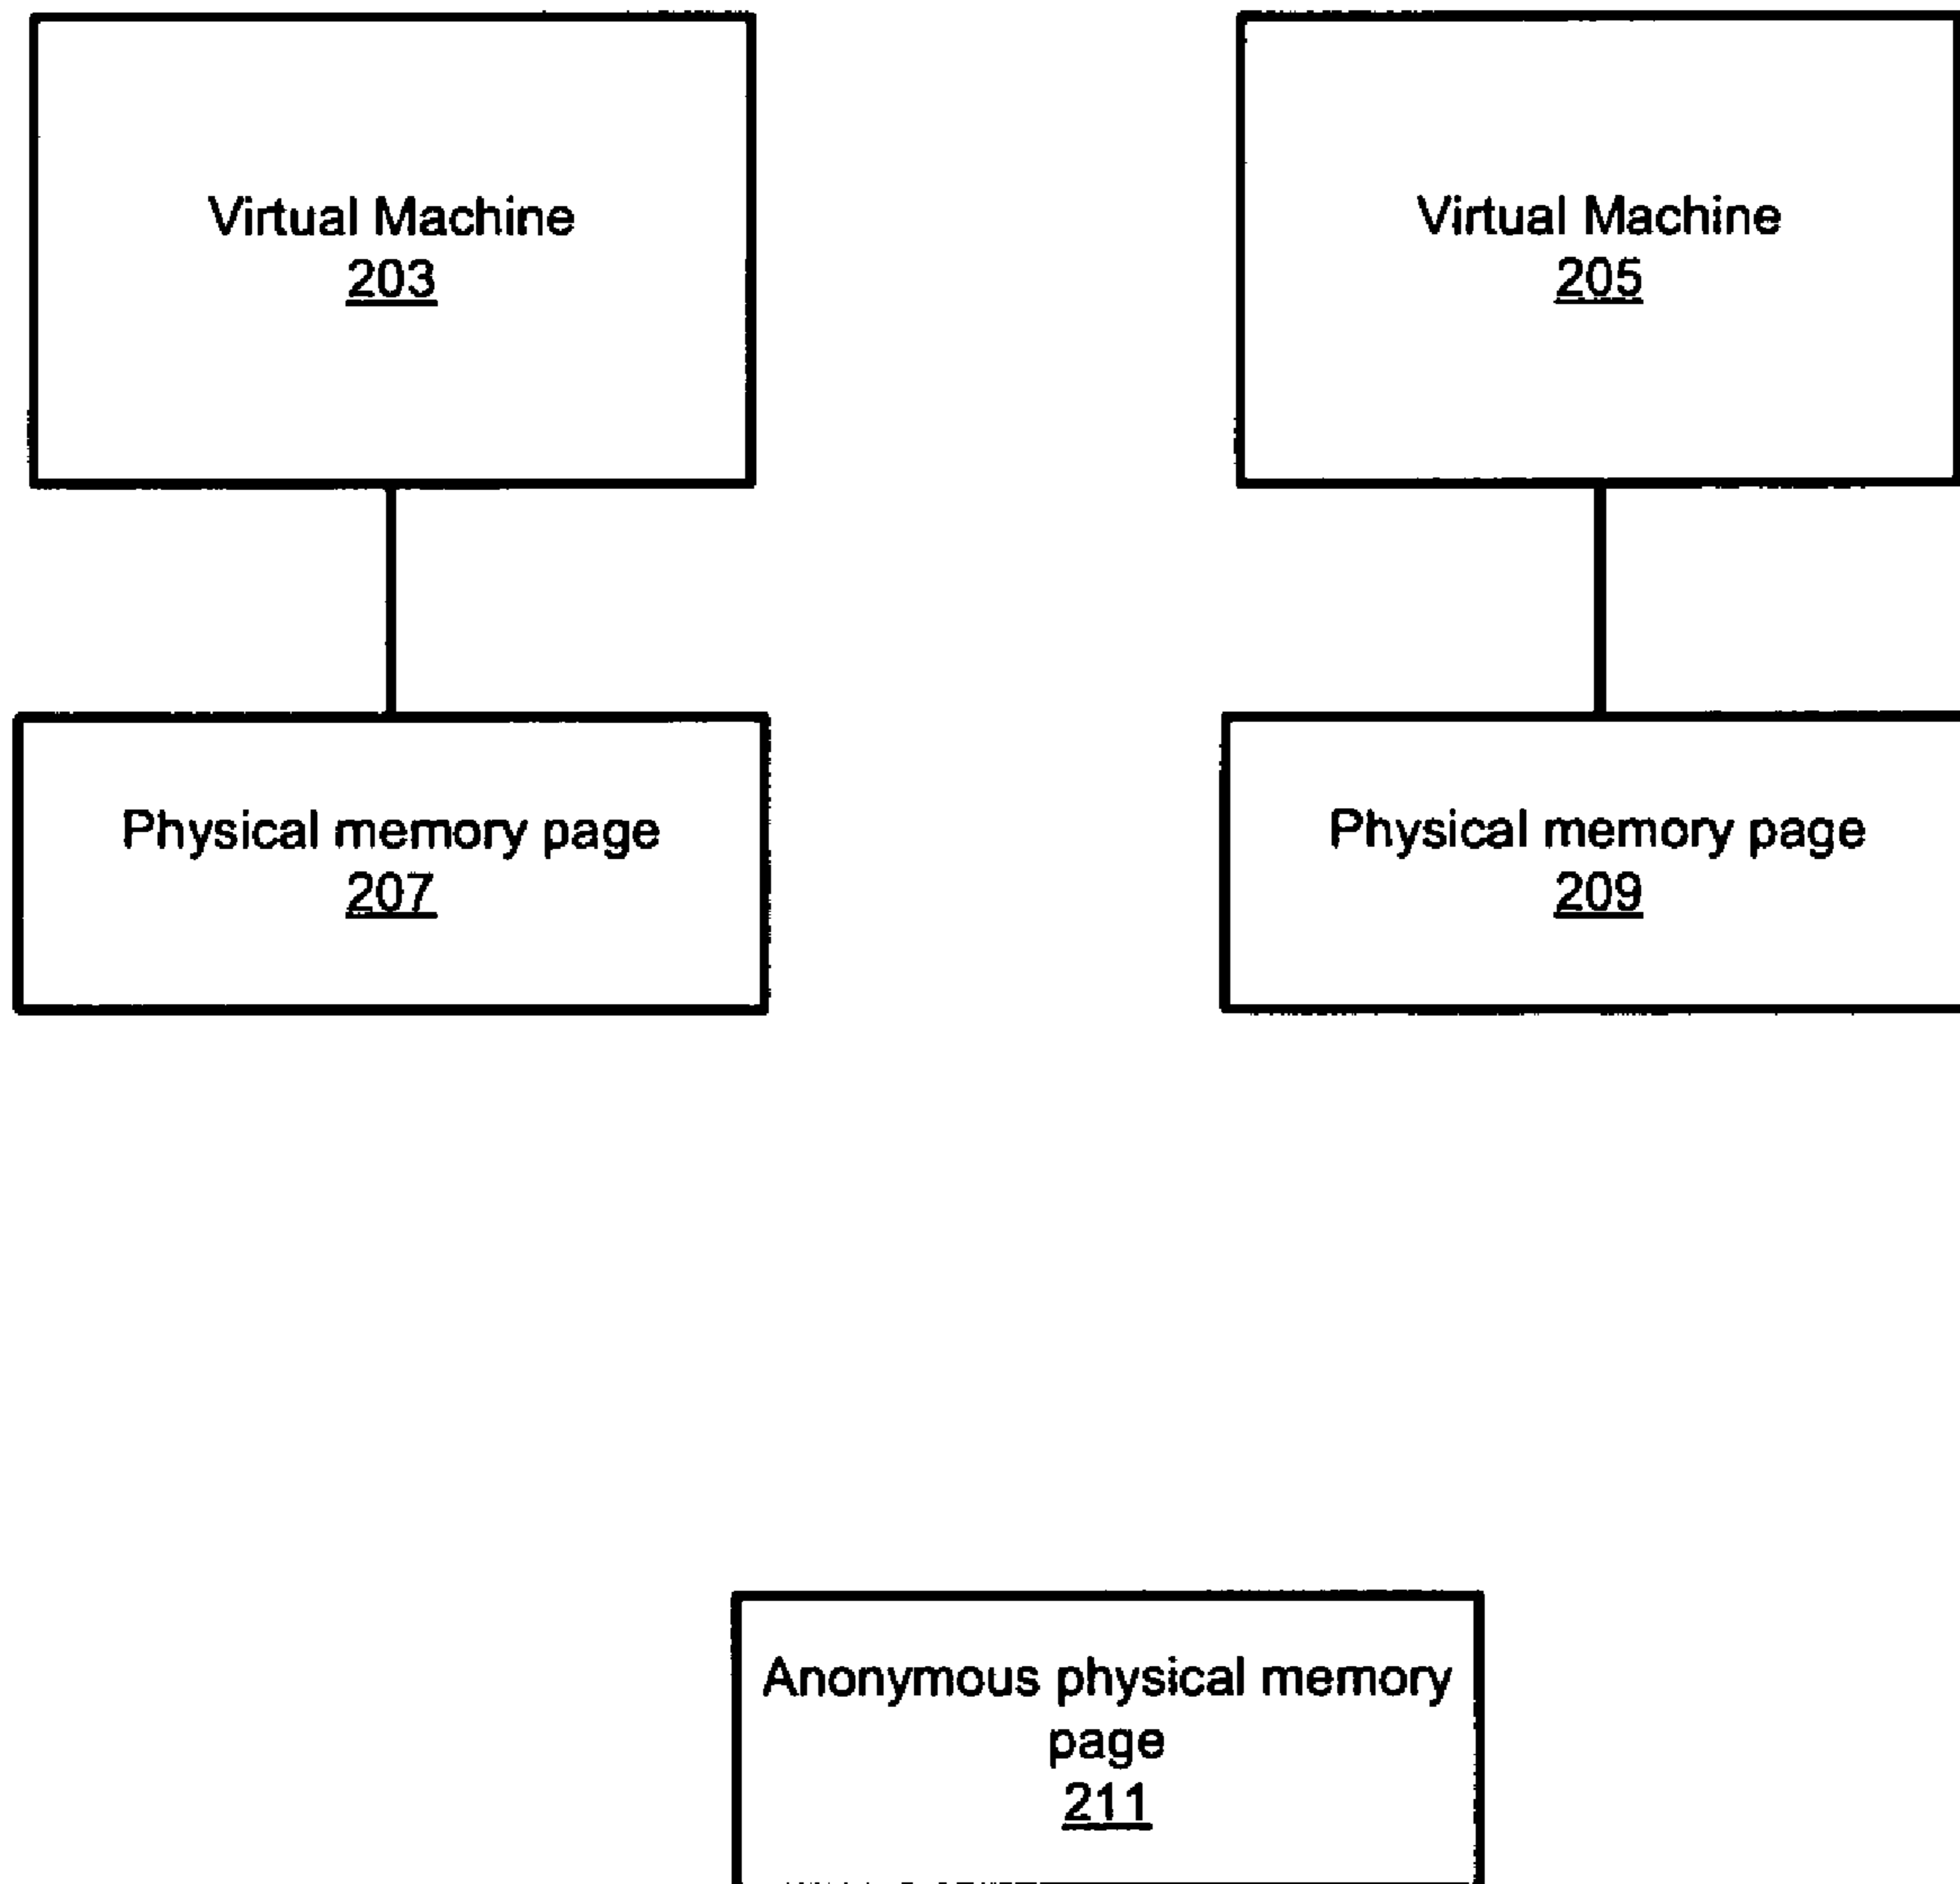 Virtual Machine
203
Virtual Machine
205
Physical memory page
207
Physical memory page
209
Anonymous physical memory
page
211